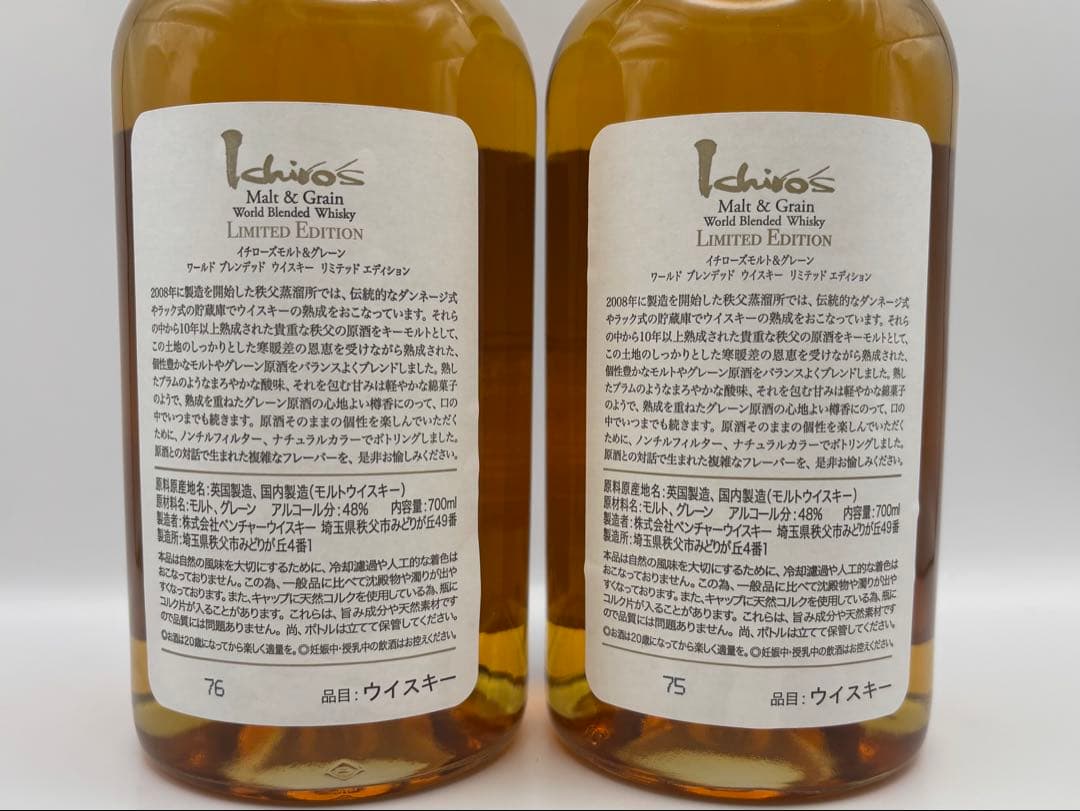 Ichiro's
Malt & Grain
World Blended Whisky
LIMITED EDITION
イチローズモルト&グレーン
ワールド ブレンデッド ウイスキー リミテッド エディション
2008年に製造を開始した秩父蒸溜所では、伝統的なダンネージ式
やラック式の貯蔵庫でウイスキーの熟成をおこなっています。それら
の中から10年以上熟成された貴重な秩父の原酒をキーモルトとして、
この土地のしっかりとした寒暖差の恩恵を受けながら熟成された、
個性豊かなモルトやグレーン原酒をバランスよくブレンドしました。熟し
たプラムのようなまろやかな酸味、それを包む甘みは軽やかな綿菓子
のようで、熟成を重ねたグレーン原酒の心地よい樽香にのって、口の
中でいつまでも続きます。原酒そのままの個性を楽しんでいただく
ために、ノンチルフィルター、ナチュラルカラーでボトリングしました。
原酒との対話で生まれた複雑なフレーバーを、是非お愉しみください。
原料原産地名:英国製造、国内製造(モルトウイスキー)
原材料名:モルト、グレーン アルコール分:48% 内容量:700ml
製造者:株式会社ベンチャーウイスキー 埼玉県秩父市みどりが丘49番
製造所:埼玉県秩父市みどりが丘4番1
本品は自然の風味を大切にするために、冷却濾過や人工的な着色は
おこなっておりません。この為、一般品に比べて沈殿物や濁りが出や
すくなっております。また、キャップに天然コルクを使用している為、瓶に
コルク片が入ることがあります。これらは、旨み成分や天然素材です
ので品質には問題ありません。尚、ボトルは立てて保管してください。
◎お酒は20歳になってから楽しく適量を。◎妊娠中・授乳中の飲酒はお控えください。
76 品目:ウイスキー
Ichiro's
Malt & Grain
World Blended Whisky
LIMITED EDITION
イチローズモルト&グレーン
ワールド ブレンデッド ウイスキー リミテッド エディション
2008年に製造を開始した秩父蒸溜所では、伝統的なダンネージ式
やラック式の貯蔵庫でウイスキーの熟成をおこなっています。それら
の中から10年以上熟成された貴重な秩父の原酒をキーモルトとして、
この土地のしっかりとした寒暖差の恩恵を受けながら熟成された、
個性豊かなモルトやグレーン原酒をバランスよくブレンドしました。熟し
たプラムのようなまろやかな酸味、それを包む甘みは軽やかな綿菓子
のようで、熟成を重ねたグレーン原酒の心地よい樽香にのって、口の
中でいつまでも続きます。原酒そのままの個性を楽しんでいただく
ために、ノンチルフィルター、ナチュラルカラーでボトリングしました。
原酒との対話で生まれた複雑なフレーバーを、是非お愉しみください。
原料原産地名:英国製造、国内製造(モルトウイスキー)
原材料名:モルト、グレーン アルコール分:48% 内容量:700ml
製造者:株式会社ベンチャーウイスキー 埼玉県秩父市みどりが丘49番
製造所:埼玉県秩父市みどりが丘4番1
本品は自然の風味を大切にするために、冷却濾過や人工的な着色は
おこなっておりません。この為、一般品に比べて沈殿物や濁りが出や
すくなっております。また、キャップに天然コルクを使用している為、瓶に
コルク片が入ることがあります。これらは、旨み成分や天然素材です
ので品質には問題ありません。尚、ボトルは立てて保管してください。
◎お酒は20歳になってから楽しく適量を。◎妊娠中・授乳中の飲酒はお控えください。
75 品目:ウイスキー